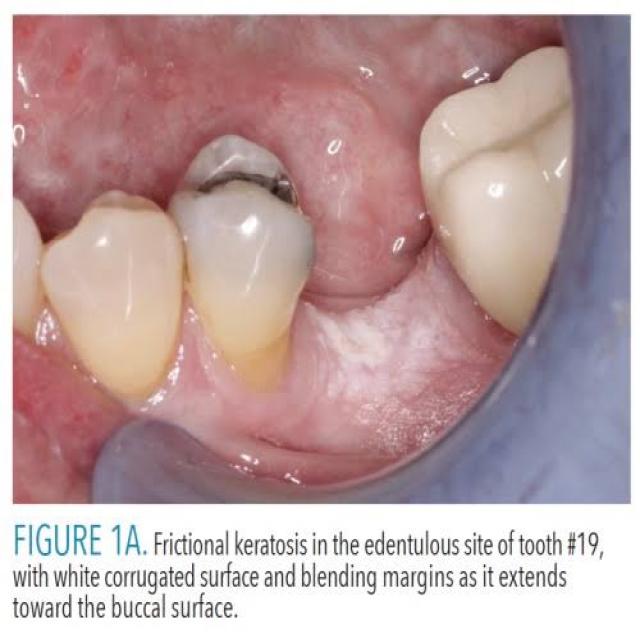 FIGURE 1A. Frictional keratosis in the edentulous site of tooth #19,
with white corrugated surface and blending margins as it extends
toward the buccal surface.